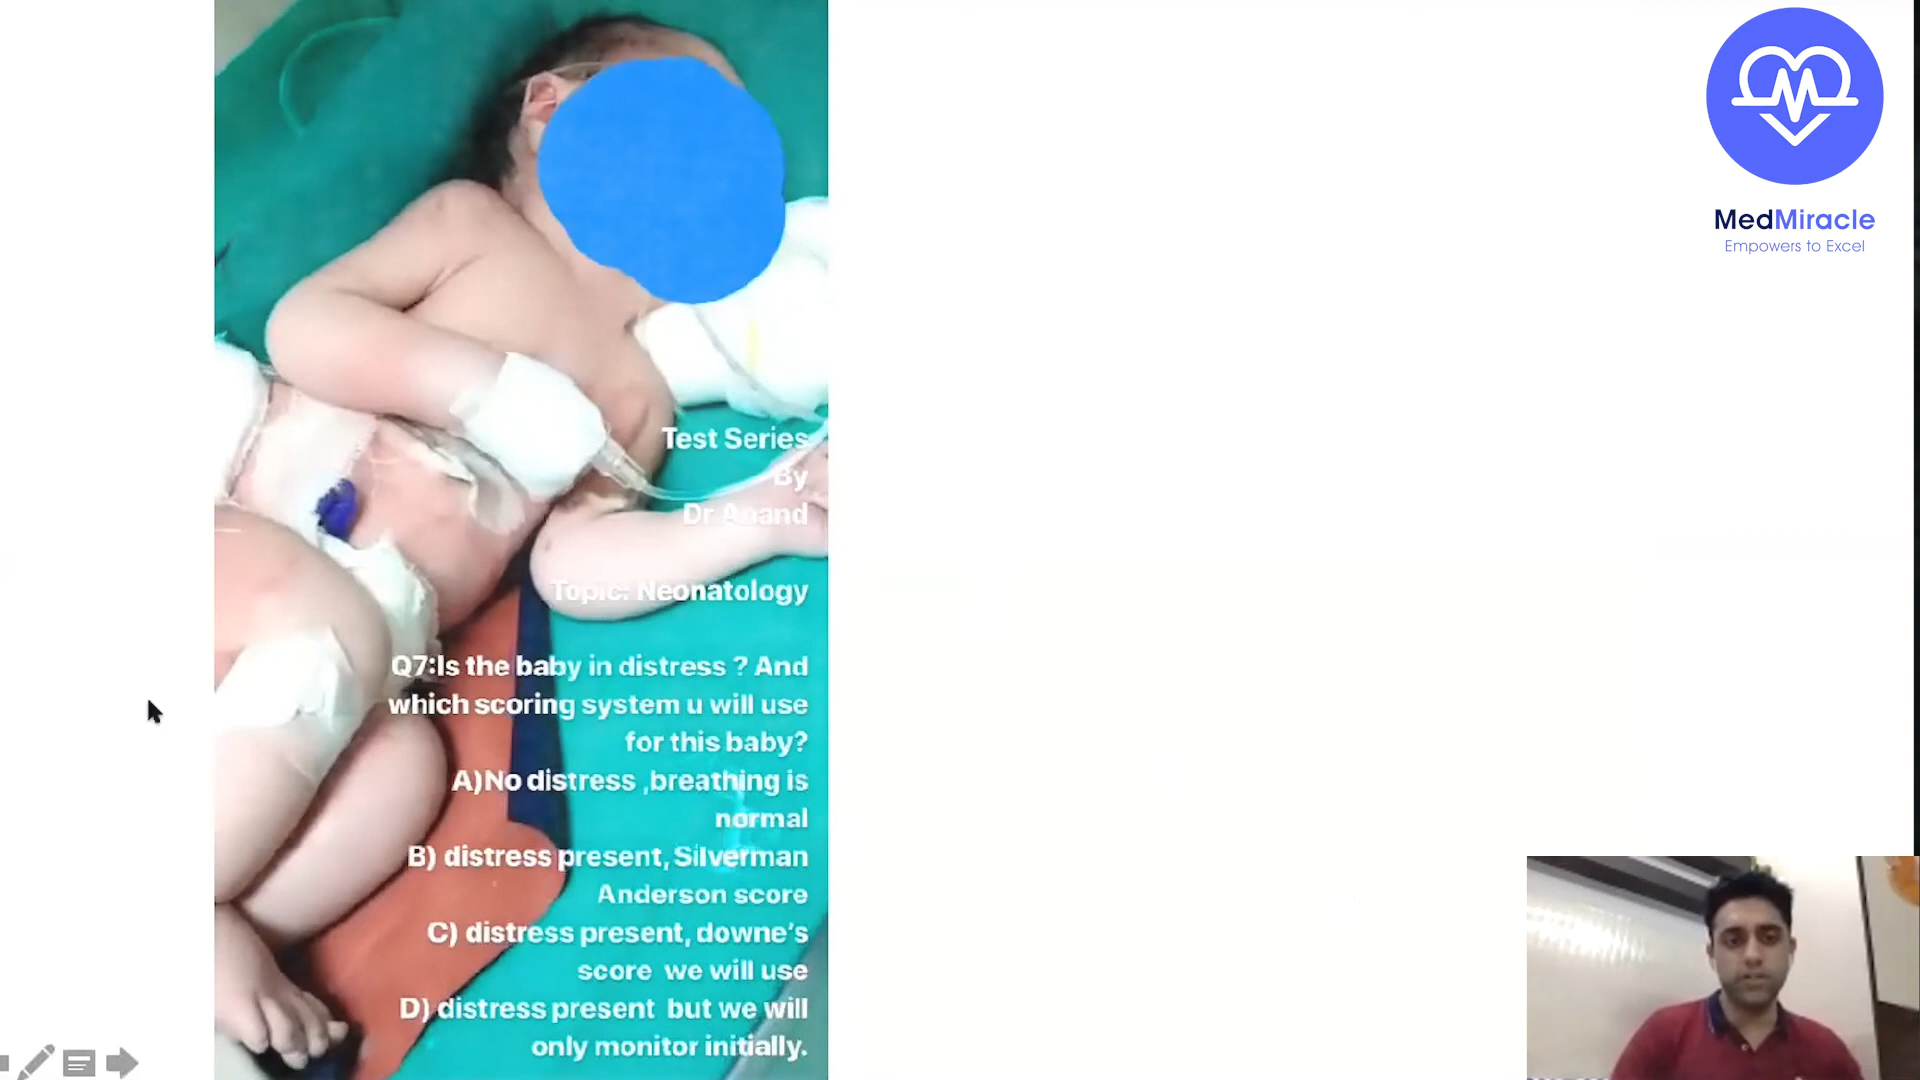 MedMiracle
Empowers to Excel
Test Series
By
Dr Anand
Topic: Neonatology
Q7:Is the baby in distress ? And
which scoring system u will use
for this baby?
A)No distress ,breathing is
normal
B) distress present, Silverman
Anderson score
C) distress present, downe's
score we will use
D) distress present but we will
only monitor initially.